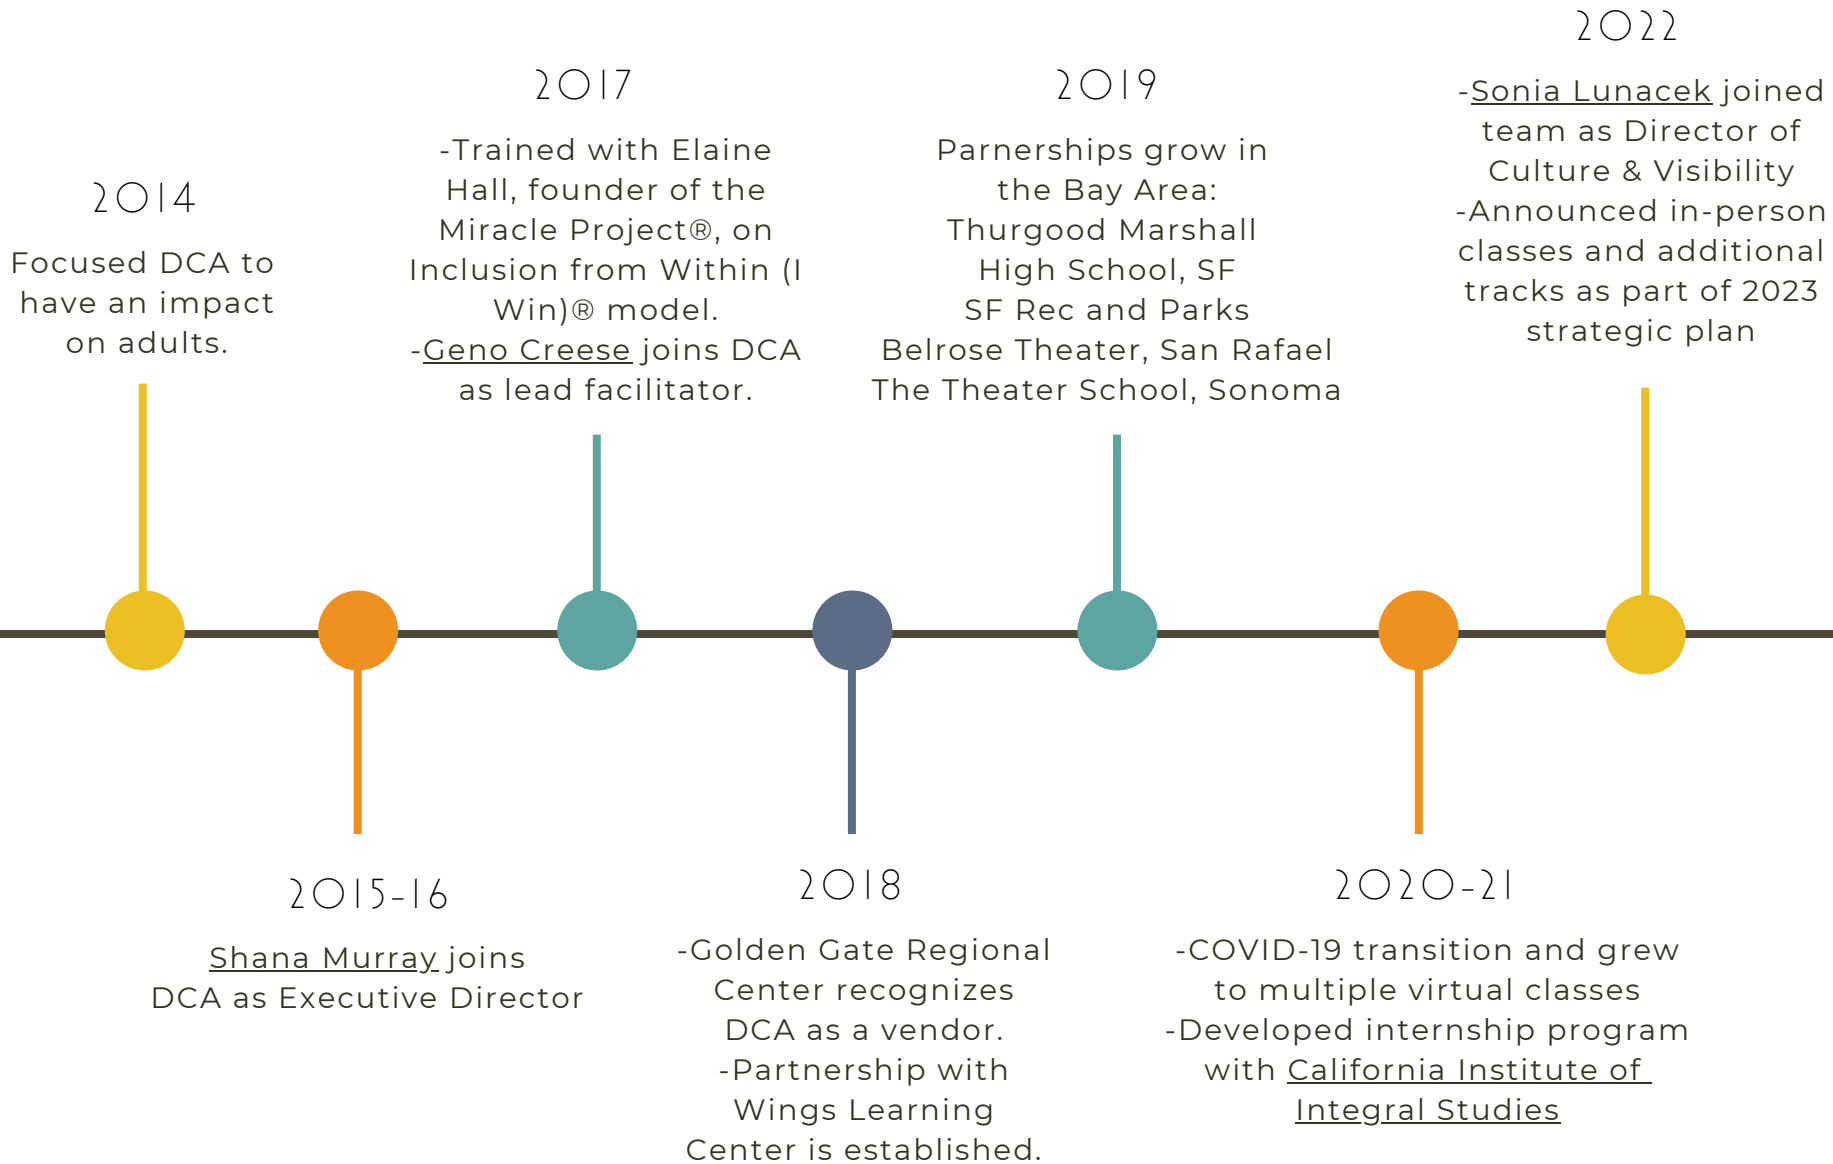 2014
Focused DCA to
have an impact
on adults.
2015-16
Shana Murray joins
DCA as Executive Director
2017
-Trained with Elaine
Hall, founder of the
Miracle Project®, on
Inclusion from Within (I
Win)® model.
-Geno Creese joins DCA
as lead facilitator.
2018
-Golden Gate Regional
Center recognizes
DCA as a vendor.
-Partnership with
Wings Learning
Center is established.
2019
Parnerships grow in
the Bay Area:
Thurgood Marshall
High School, SF
SF Rec and Parks
Belrose Theater, San Rafael
The Theater School, Sonoma
2020-21
-COVID-19 transition and grew
to multiple virtual classes
-Developed internship program
with California Institute of
Integral Studies
2022
-Sonia Lunacek joined
team as Director of
Culture & Visibility
-Announced in-person
classes and additional
tracks as part of 2023
strategic plan